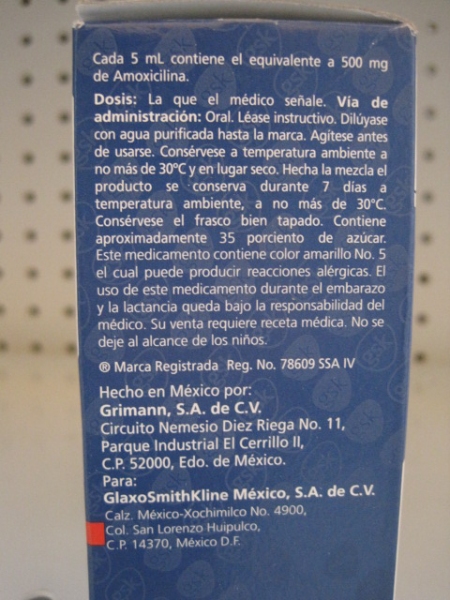 Cada 5 mL contiene el equivalente a 500 mg
de Amoxicilina.
Dosis: La que el médico señale. Vía de
administración: Oral. Léase instructivo. Dilúyase
con agua purificada hasta la marca. Agítese antes
de usarse. Consérvese a temperatura ambiente a
no más de 30°C y en lugar seco. Hecha la mezcla el
producto se conserva durante 7 días a
temperatura ambiente, a no más de 30°C.
Consérvese el frasco bien tapado. Contiene
aproximadamente 35 porciento de azúcar.
Este medicamento contiene color amarillo No. 5
el cual puede producir reacciones alérgicas. El
uso de este medicamento durante el embarazo
y la lactancia queda bajo la responsabilidad del
médico. Su venta requiere receta médica. No se
deje al alcance de los niños.
® Marca Registrada Reg. No. 78609 SSA IV
Hecho en México por:
Grimann, S.A. de C.V.
Circuito Nemesio Diez Riega No. 11,
Parque Industrial El Cerrillo II,
C.P. 52000, Edo. de México.
Para:
GlaxoSmithKline México, S.A. de C.V.
Calz. México-Xochimilco No. 4900,
Col. San Lorenzo Huipulco,
C.P. 14370, México D.F.